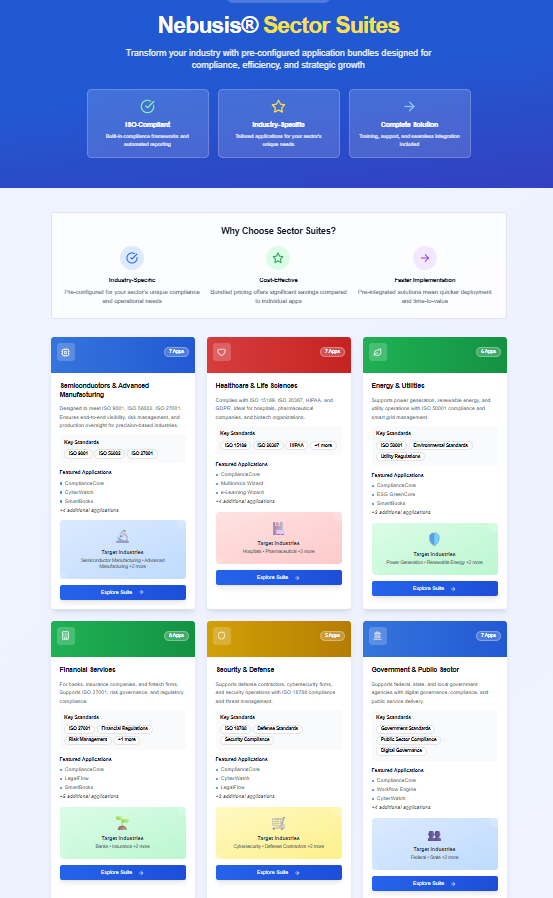 Nebusis® Sector Suites
Transform your industry with pre-configured application bundles designed for
compliance, efficiency, and strategic growth
ISO-Compliant
Built-in compliance frameworks and
automated reporting
Industry-Specific
Tailored applications for your sector's
unique needs
Complete Solution
Training, support, and seamless integration
included
Why Choose Sector Suites?
Industry-Specific
Pre-configured for your sector's unique compliance
and operational needs
Cost-Effective
Bundled pricing offers significant savings compared
to individual apps
Faster Implementation
Pre-integrated solutions mean quicker deployment
and time-to-value
7 Apps
Semiconductors & Advanced
Manufacturing
Designed to meet ISO 9001, ISO 56002, ISO 27001.
Ensures end-to-end visibility, risk management, and
production oversight for precision-based industries.
Key Standards
ISO 9001 ISO 56002 ISO 27001
Featured Applications
ComplianceCore
CyberWatch
SmartBooks
+4 additional applications
Target Industries
Semiconductor Manufacturing • Advanced
Manufacturing +2 more
Explore Suite →
7 Apps
Healthcare & Life Sciences
Complies with ISO 15189, ISO 20387, HIPAA, and
GDPR. Ideal for hospitals, pharmaceutical
companies, and biotech organizations.
Key Standards
ISO 15189 ISO 20387 HIPAA +1 more
Featured Applications
ComplianceCore
Multiomics Wizard
e-Learning Wizard
+4 additional applications
Target Industries
Hospitals • Pharmaceutical +2 more
Explore Suite →
6 Apps
Energy & Utilities
Supports power generation, renewable energy, and
utility operations with ISO 50001 compliance and
smart grid management.
Key Standards
ISO 50001 Environmental Standards
Utility Regulations
Featured Applications
ComplianceCore
ESG GreenCore
SmartBooks
+3 additional applications
Target Industries
Power Generation • Renewable Energy +2 more
Explore Suite →
8 Apps
Financial Services
For banks, insurance companies, and fintech firms.
Supports ISO 27001, risk governance, and regulatory
compliance.
Key Standards
ISO 27001 Financial Regulations
Risk Management +1 more
Featured Applications
ComplianceCore
LegalFlow
SmartBooks
+5 additional applications
Target Industries
Banks • Insurance +2 more
Explore Suite →
5 Apps
Security & Defense
Supports defense contractors, cybersecurity firms,
and security operations with ISO 18788 compliance
and threat management.
Key Standards
ISO 18788 Defense Standards
Security Compliance
Featured Applications
ComplianceCore
CyberWatch
LegalFlow
+2 additional applications
Target Industries
Cybersecurity • Defense Contractors +2 more
Explore Suite →
7 Apps
Government & Public Sector
Supports federal, state, and local government
agencies with digital governance, compliance, and
public service delivery.
Key Standards
Government Standards
Public Sector Compliance
Digital Governance
Featured Applications
ComplianceCore
Workflow Engine
CyberWatch
+4 additional applications
Target Industries
Federal • State +2 more
Explore Suite →